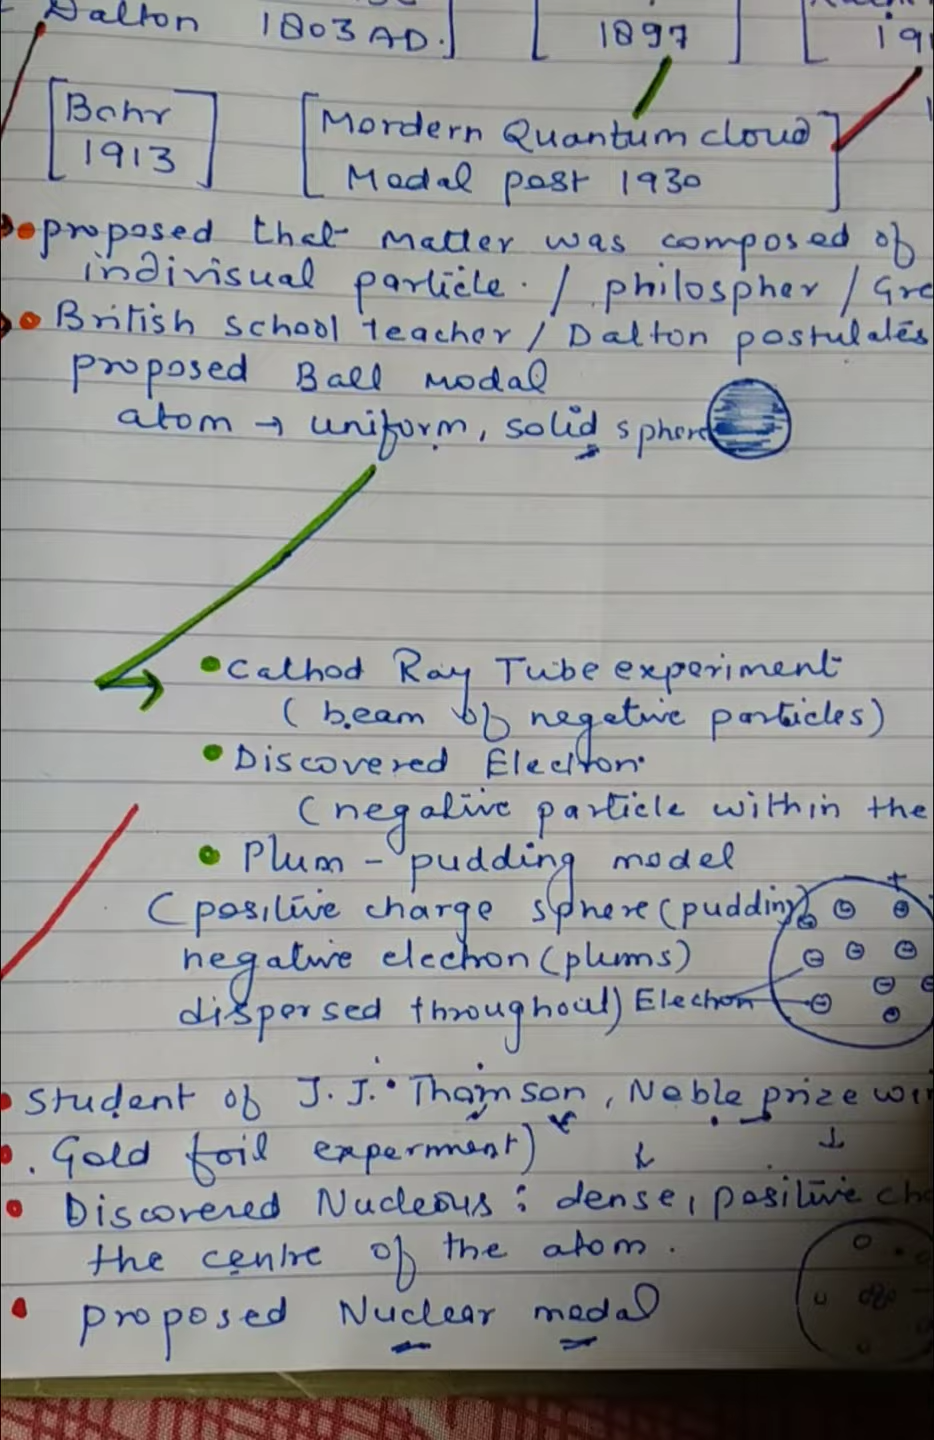 Dalton 1803 AD.] [ 1897 ] [
[Bohr 1913] [Mordern Quantum cloud
Modal post 1930]
• proposed that matter was composed of
indivisual particle. / philospher / Gre
• British school teacher / Dalton postulates
proposed Ball modal
atom → uniform, solid sphere
• Cathod Ray Tube experiment
( beam of negative particles)
• Discovered Electron.
( negative particle within the
• Plum - pudding model
( positive charge sphere (pudding)
negative electron (plums)
dispersed throughout) Electron
• Student of J.J. Thomson, Noble prize wi
• . Gold foil experment)
• Discovered Nucleous : dense, positive ch
the centre of the atom.
• proposed Nuclear modal